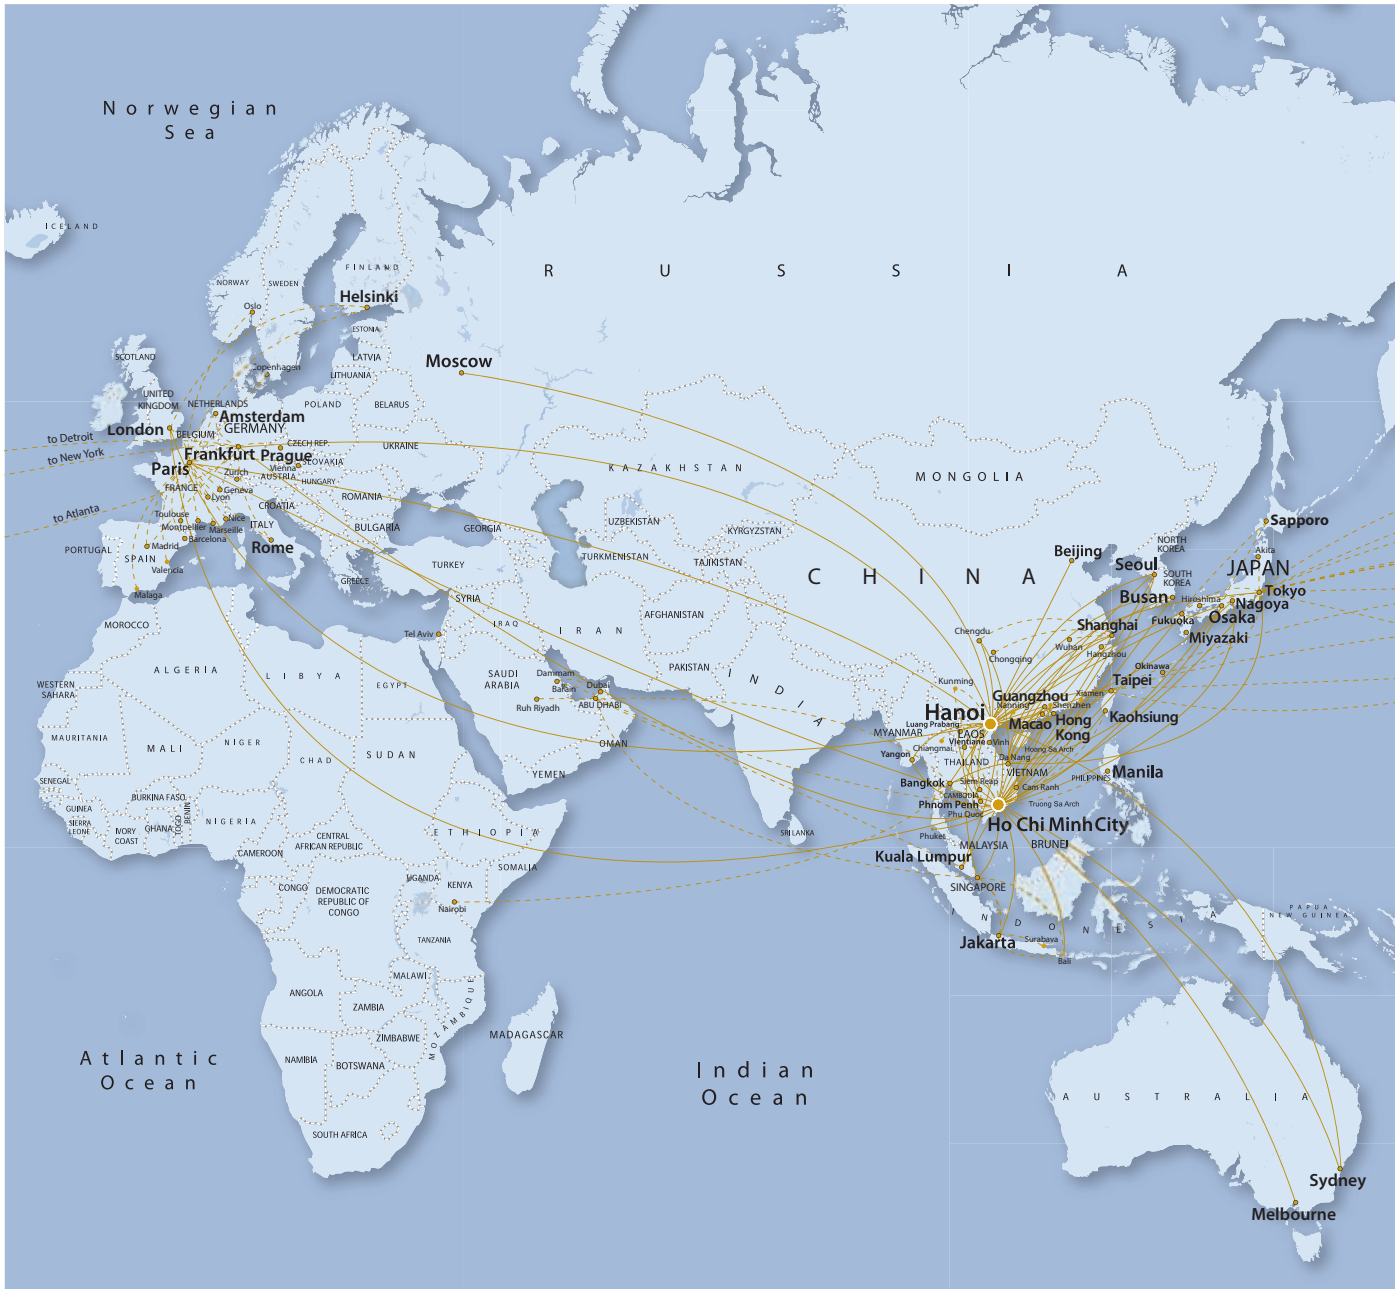 Norwegian
Sea
ICELAND
NORWAY
SWEDEN
FINLAND
Oslo
Helsinki
ESTONIA
LATVIA
LITHUANIA
Copenhagen
Moscow
R U S S I A
SCOTLAND
UNITED
KINGDOM
NETHERLANDS
Amsterdam
POLAND
BELARUS
London
BELGIUM
GERMANY
to Detroit
to New York
to Atlanta
CZECH REP.
UKRAINE
Frankfurt
Prague
Paris
Vienna
SLOVAKIA
Zurich
AUSTRIA
HUNGARY
FRANCE
Geneva
Lyon
ROMANIA
CROATIA
Toulouse
Nice
ITALY
Montpellier
Marseille
BULGARIA
GEORGIA
Barcelona
Rome
PORTUGAL
SPAIN
Madrid
Valencia
Malaga
GREECE
TURKEY
SYRIA
KAZAKHSTAN
MONGOLIA
UZBEKISTAN
KYRGYZSTAN
TURKMENISTAN
TAJIKISTAN
C H I N A
AFGHANISTAN
IRAQ
IRAN
PAKISTAN
INDIA
Beijing
NORTH
KOREA
Seoul
SOUTH
KOREA
Busan
Sapporo
Akita
JAPAN
Tokyo
Hiroshima
Nagoya
Fukuoka
Osaka
Miyazaki
Shanghai
Wuhan
Hangzhou
Chengdu
Chongqing
Okinawa
Taipei
Xiamen
Kaohsiung
Kunming
Guangzhou
Nanning
Shenzhen
Hanoi
Macao
Hong
Kong
Luang Prabang
LAOS
MYANMAR
Vientiane
Vinh
Chiangmai
Hoang Sa Arch
Yangon
THAILAND
Da Nang
VIETNAM
PHILIPPINES
Manila
Bangkok
Siem Reap
Cam Ranh
CAMBODIA
Phnom Penh
Truong Sa Arch
Phu Quoc
Ho Chi Minh City
Phuket
MALAYSIA
BRUNEI
Kuala Lumpur
SINGAPORE
INDONESIA
Jakarta
Surabaya
Bali
PAPUA
NEW GUINEA
SRI LANKA
MOROCCO
Tel Aviv
ALGERIA
LIBYA
EGYPT
SAUDI
ARABIA
Dammam
Barain
Dubai
ABU DHABI
Ruh Riyadh
OMAN
YEMEN
WESTERN
SAHARA
MAURITANIA
MALI
NIGER
CHAD
SUDAN
SENEGAL
BURKINA FASO
GUINEA
SIERRA
LEONE
IVORY
COAST
GHANA
TOGO
BENIN
NIGERIA
CAMEROON
CENTRAL
AFRICAN REPUBLIC
ETHIOPIA
SOMALIA
UGANDA
KENYA
CONGO
DEMOCRATIC
REPUBLIC OF
CONGO
Nairobi
TANZANIA
MALAWI
ANGOLA
ZAMBIA
MOZAMBIQUE
ZIMBABWE
NAMIBIA
BOTSWANA
MADAGASCAR
SOUTH AFRICA
Atlantic
Ocean
Indian
Ocean
AUSTRALIA
Sydney
Melbourne